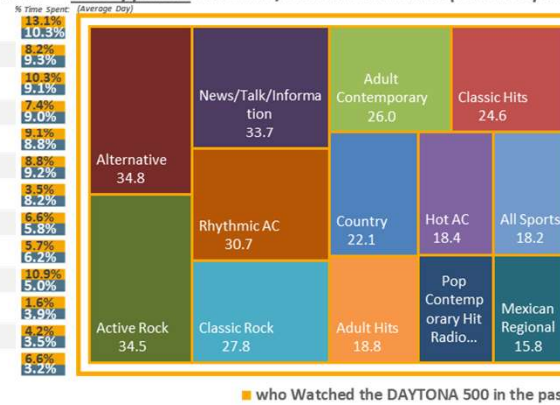 % Time Spent: (Average Day)
13.1%
10.3%
8.2%
9.3%
10.3%
9.1%
7.4%
9.0%
9.1%
8.8%
8.8%
9.2%
3.5%
8.2%
6.6%
5.8%
5.7%
6.2%
10.9%
5.0%
1.6%
3.9%
4.2%
3.5%
6.6%
3.2%
Alternative
34.8
Active Rock
34.5
News/Talk/Informa
tion
33.7
Rhythmic AC
30.7
Classic Rock
27.8
Adult
Contemporary
26.0
Classic Hits
24.6
Country
22.1
Hot AC
18.4
All Sports
18.2
Adult Hits
18.8
Pop
Contemp
orary Hit
Radio...
Mexican
Regional
15.8
who Watched the DAYTONA 500 in the pas